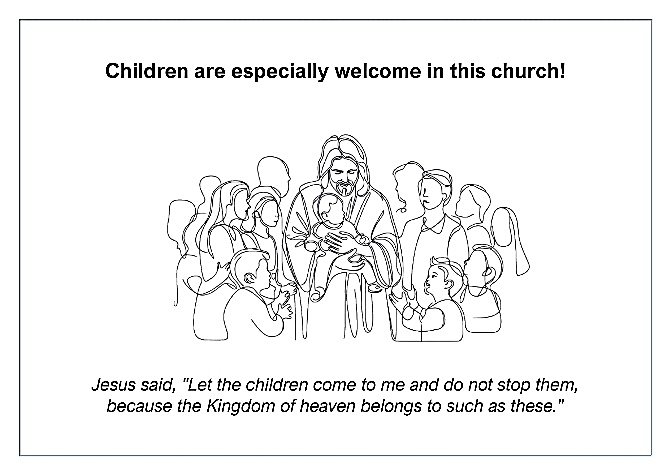 Children are especially welcome in this church!
Jesus said, "Let the children come to me and do not stop them,
because the Kingdom of heaven belongs to such as these."